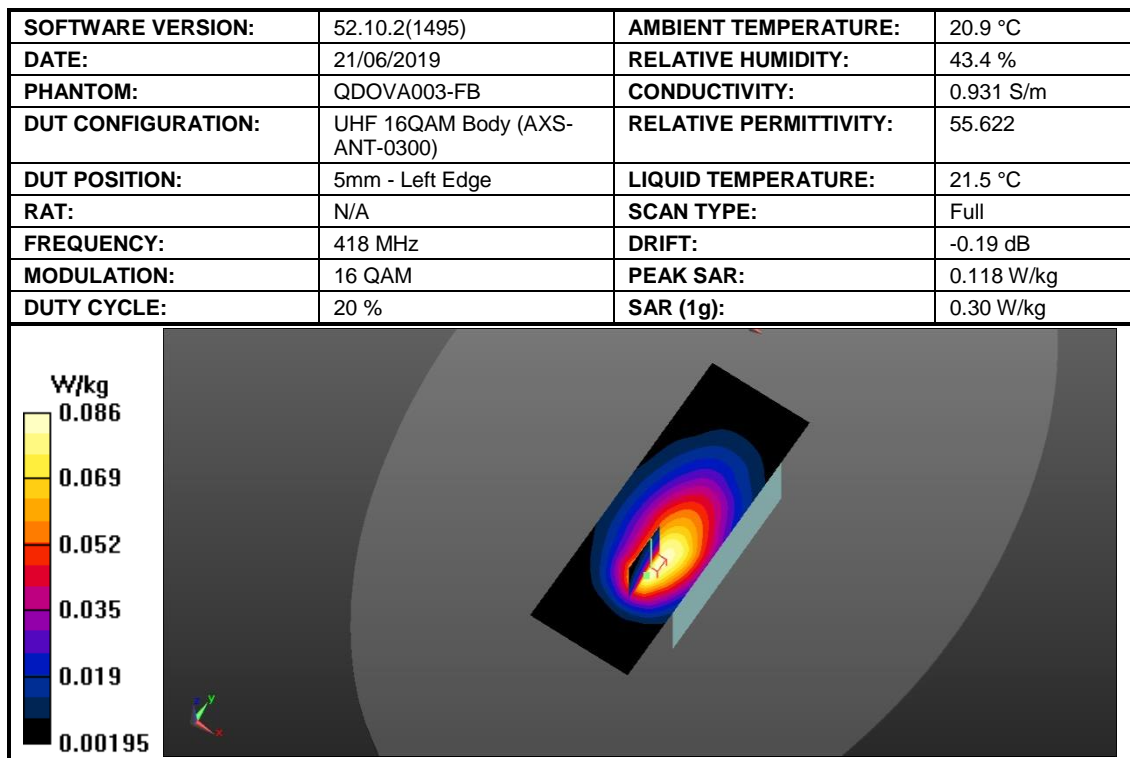 SOFTWARE VERSION: 52.10.2(1495) AMBIENT TEMPERATURE: 20.9 °C
DATE: 21/06/2019 RELATIVE HUMIDITY: 43.4 %
PHANTOM: QDOVA003-FB CONDUCTIVITY: 0.931 S/m
DUT CONFIGURATION: UHF 16QAM Body (AXS- RELATIVE PERMITTIVITY: 55.622
ANT-0300)
DUT POSITION: 5mm - Left Edge LIQUID TEMPERATURE: 21.5 °C
RAT: N/A SCAN TYPE: Full
FREQUENCY: 418 MHz DRIFT: -0.19 dB
MODULATION: 16 QAM PEAK SAR: 0.118 W/kg
DUTY CYCLE: 20 % SAR (1g): 0.30 W/kg
W/kg
0.086
0.069
0.052
0.035
0.019
0.00195
z y
x